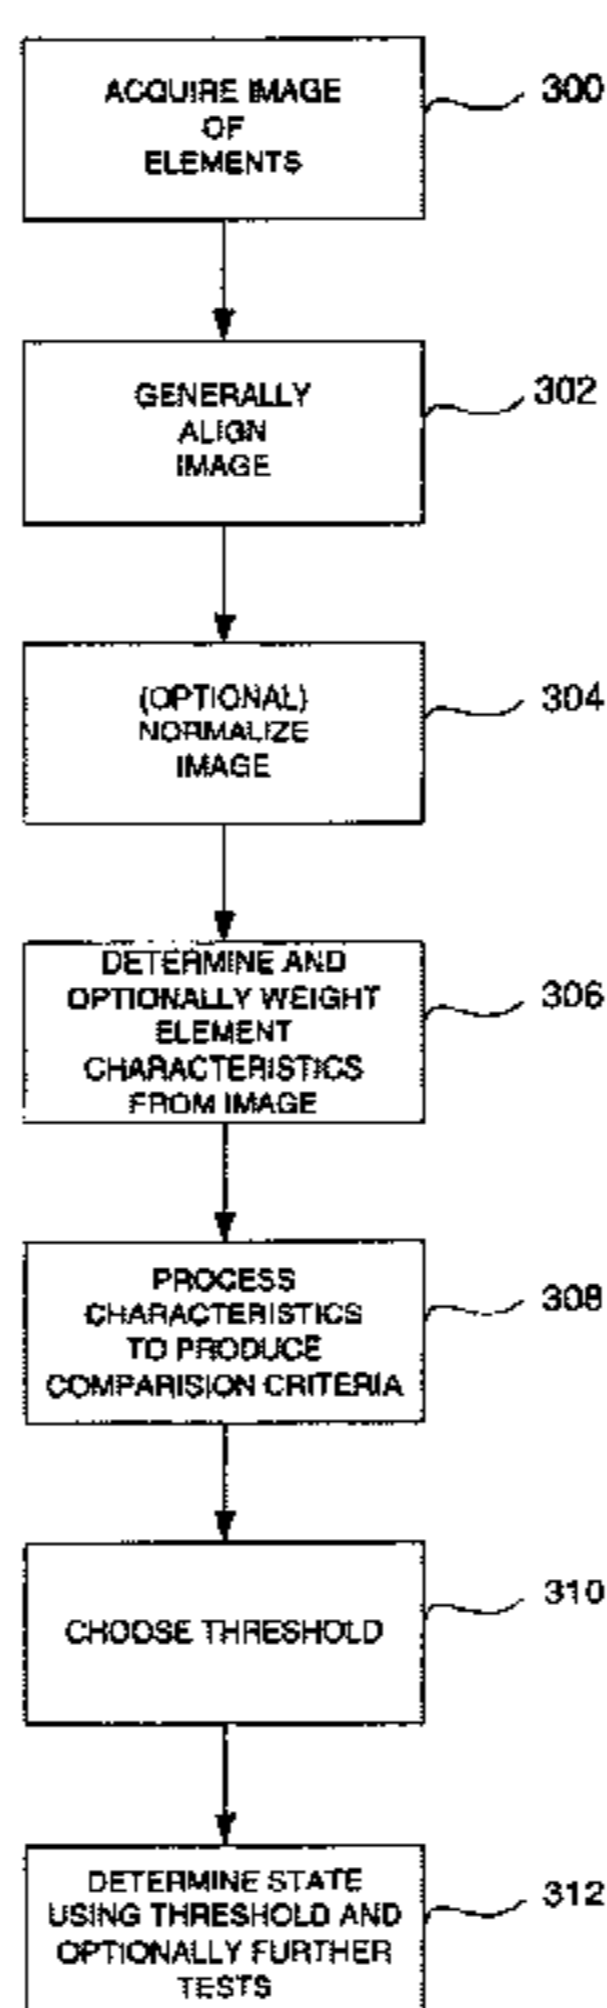 ACQUIRE IMAGE
OF
ELEMENTS
300
GENERALLY
ALIGN
IMAGE
302
(OPTIONAL)
NORMALIZE
IMAGE
304
DETERMINE AND
OPTIONALLY WEIGHT
ELEMENT
CHARACTERISTICS
FROM IMAGE
306
PROCESS
CHARACTERISTICS
TO PRODUCE
COMPARISION CRITERIA
308
CHOOSE THRESHOLD
310
DETERMINE STATE
USING THRESHOLD AND
OPTIONALLY FURTHER
TESTS
312